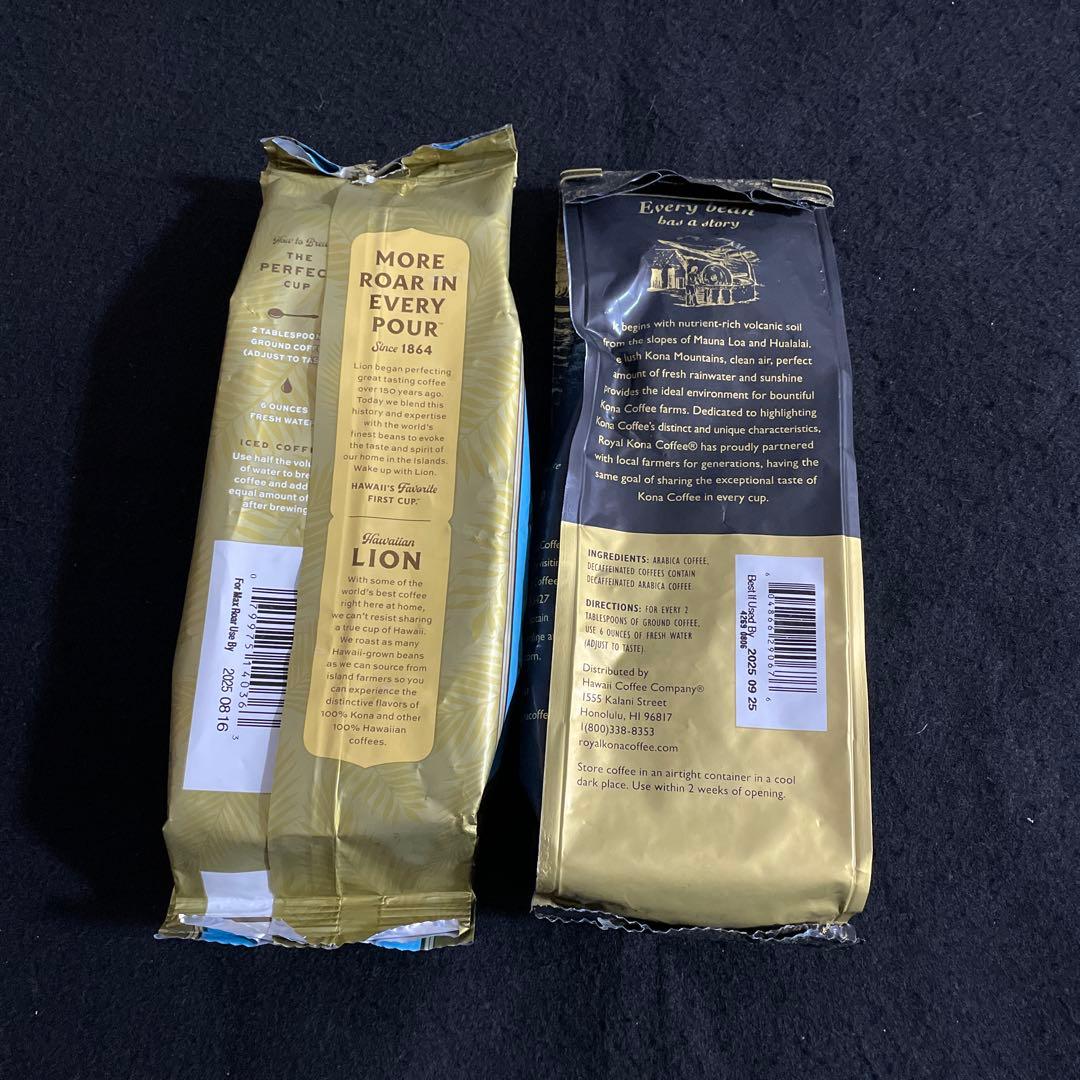 How to Brew
THE
PERFEC
CUP
2 TABLESPOON
GROUND COFF
(ADJUST TO TAS
6 OUNCES
FRESH WATER
ICED COFF
Use half the volu
of water to bre
coffee and add
equal amount of
after brewing
For Max Roar Use By 2025 0816
0 79975 14036 3
MORE
ROAR IN
EVERY
POUR™
Since 1864
Lion began perfecting
great tasting coffee
over 150 years ago.
Today we blend this
history and expertise
with the world's
finest beans to evoke
the taste and spirit of
our home in the Islands.
Wake up with Lion.
HAWAII'S Favorite
FIRST CUP.™
Hawaiian
LION
With some of the
world's best coffee
right here at home,
we can't resist sharing
a true cup of Hawaii.
We roast as many
Hawaii-grown beans
as we can source from
island farmers so you
can experience the
distinctive flavors of
100% Kona and other
100% Hawaiian
coffees.
Every bean
has a story
begins with nutrient-rich volcanic soil
from the slopes of Mauna Loa and Hualalai.
lush Kona Mountains, clean air, perfect
amount of fresh rainwater and sunshine
provides the ideal environment for bountiful
Kona Coffee farms. Dedicated to highlighting
Kona Coffee's distinct and unique characteristics,
Royal Kona Coffee® has proudly partnered
with local farmers for generations, having the
same goal of sharing the exceptional taste of
Kona Coffee in every cup.
INGREDIENTS: ARABICA COFFEE,
DECAFFEINATED COFFEES CONTAIN
DECAFFEINATED ARABICA COFFEE.
DIRECTIONS: FOR EVERY 2
TABLESPOONS OF GROUND COFFEE,
USE 6 OUNCES OF FRESH WATER
(ADJUST TO TASTE).
Distributed by
Hawaii Coffee Company®
1555 Kalani Street
Honolulu, HI 96817
1(800)338-8353
royalkonacoffee.com
Store coffee in an airtight container in a cool
dark place. Use within 2 weeks of opening.
Best If Used By 2025 09 25
4269 0806